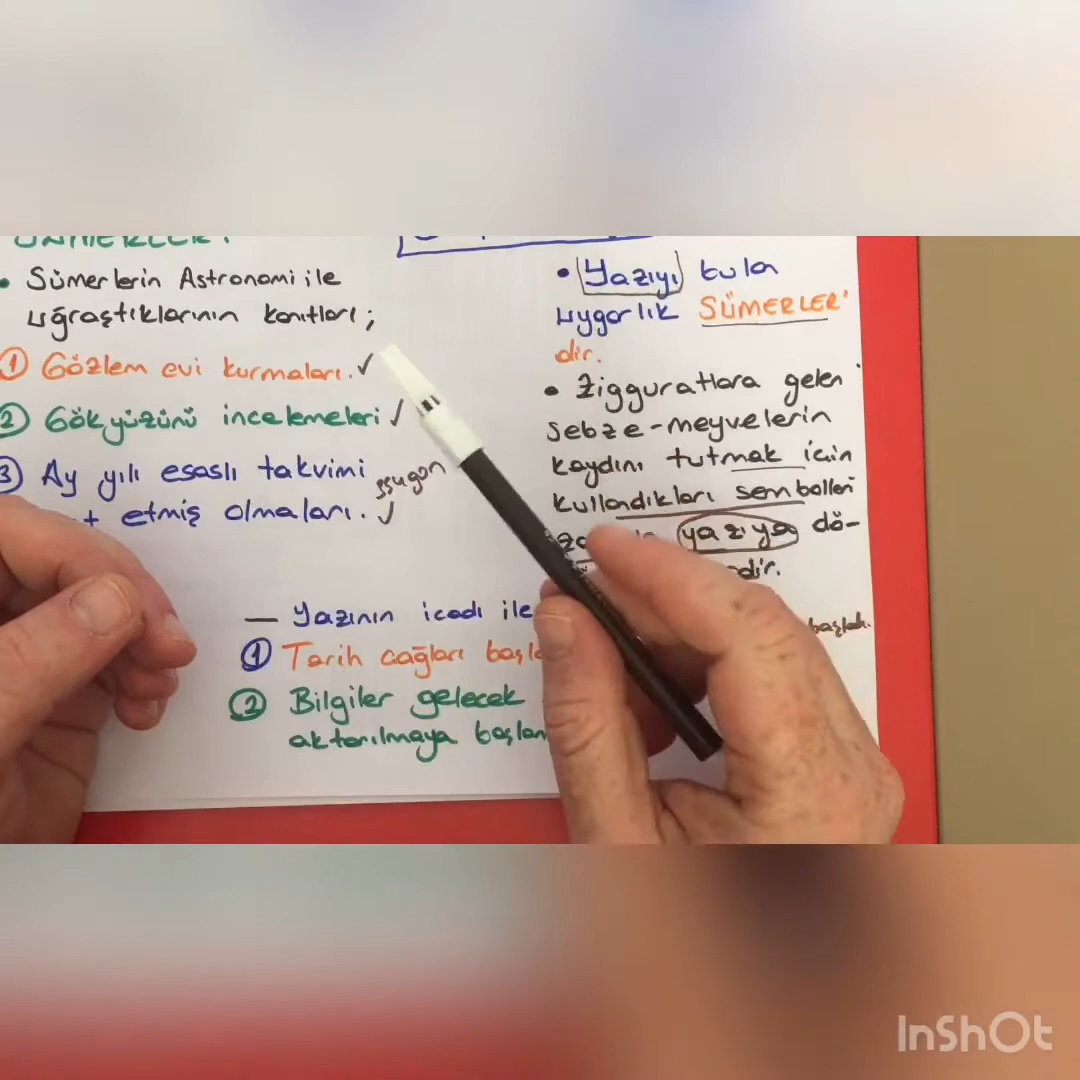 • Sümerlerin Astronomi ile
uğraştıklarının kanıtları;
① Gözlem evi kurmaları. ✓
② Gökyüzünü incelemeleri ✓
③ Ay yılı esaslı takvimi
etmiş olmaları. ✓
• Yazıyı bulan
uygarlık SÜMERLER'
dir.
• Zigguratlara gelen
sebze-meyvelerin
kaydını tutmak için
kullandıkları sembolleri
yazıya dö-
— Yazının icadı ile
① Tarih çağları
② Bilgiler gelecek
aktarılmaya
InShOt